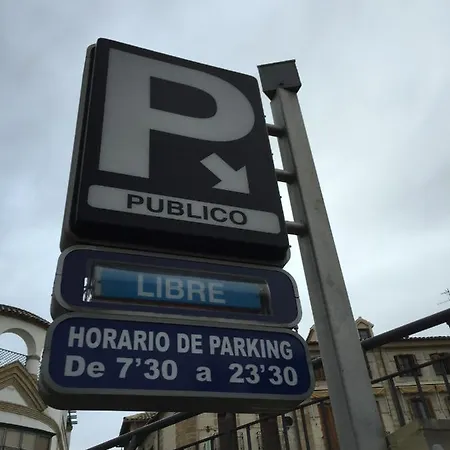 P
PUBLICO
LIBRE
HORARIO DE PARKING
De 7'30 a 23'30